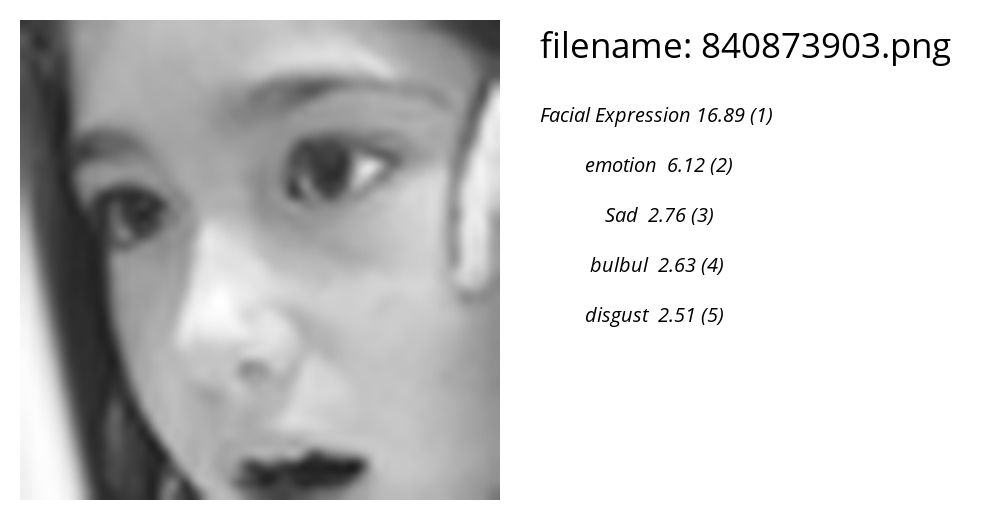 filename: 840873903.png
Facial Expression 16.89 (1)
emotion 6.12 (2)
Sad 2.76 (3)
bulbul 2.63 (4)
disgust 2.51 (5)